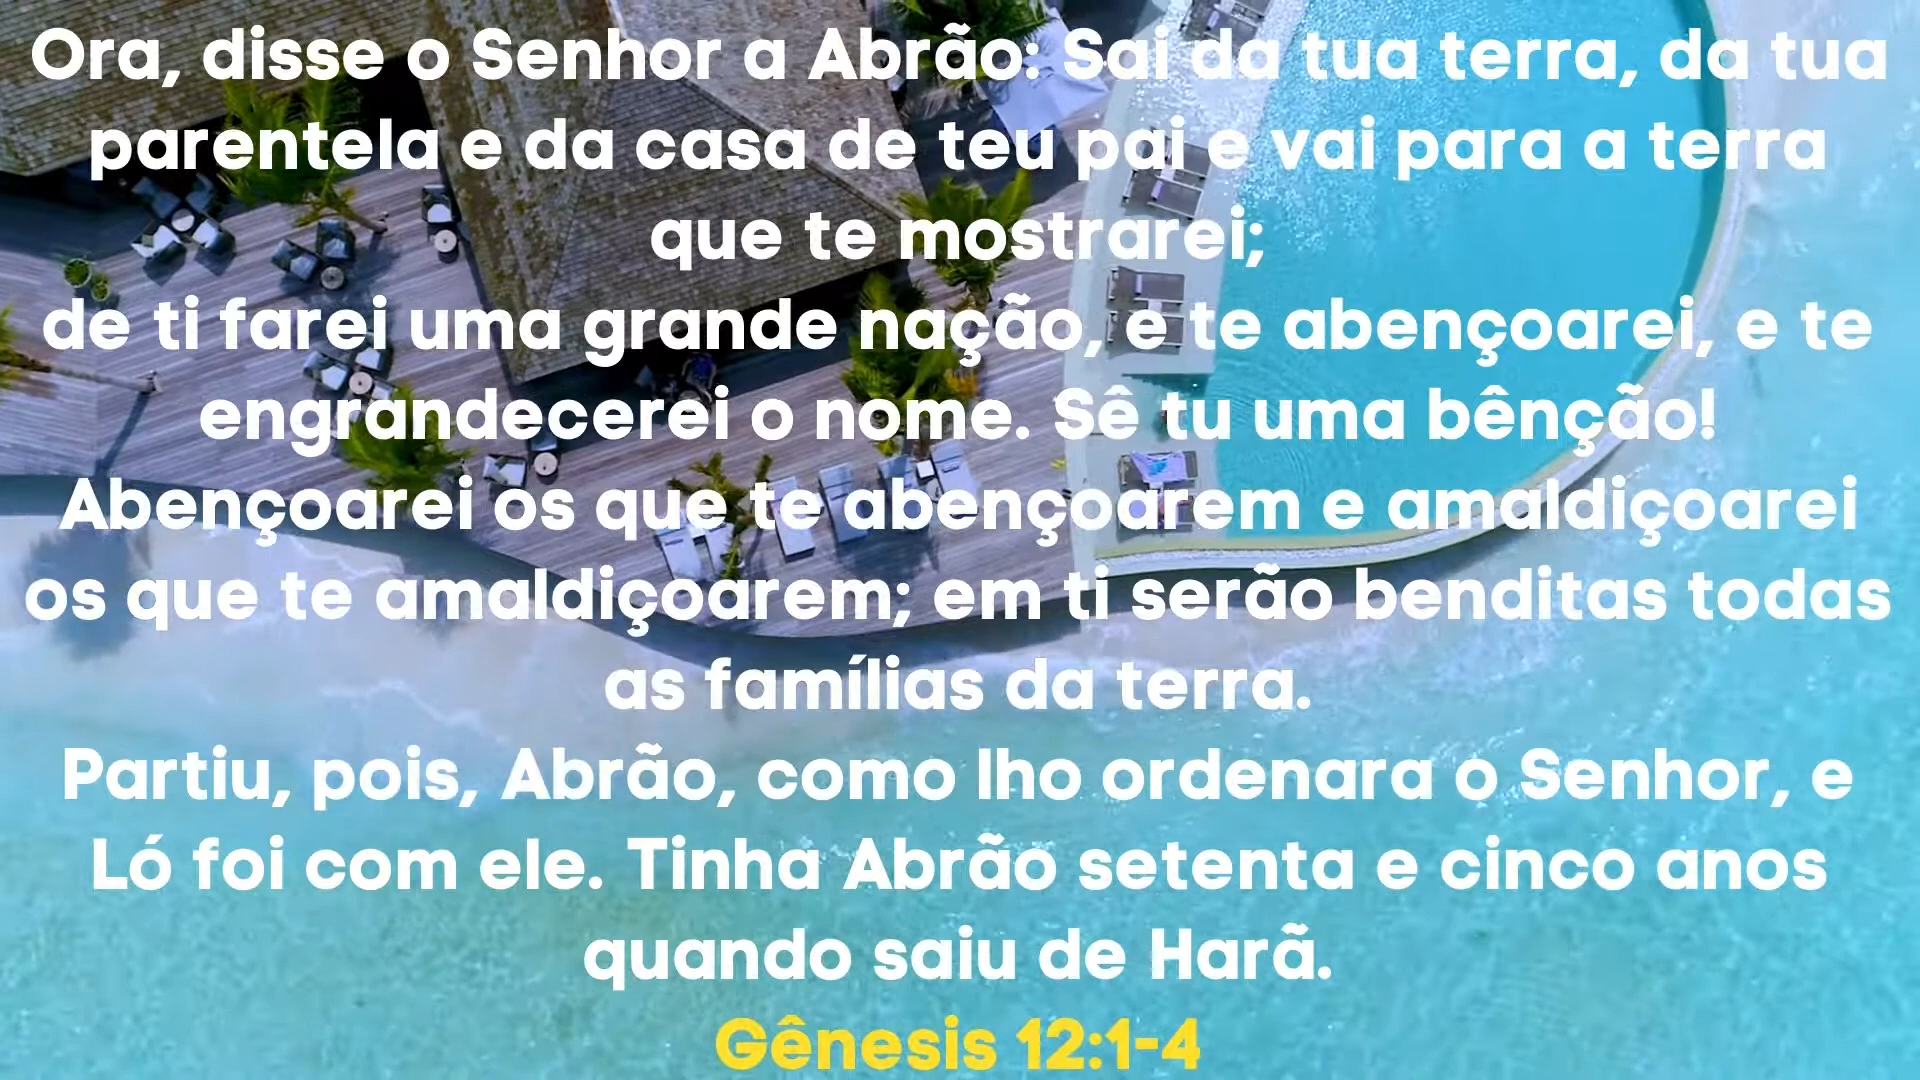 Ora, disse o Senhor a Abrão: Sai da tua terra, da tua
parentela e da casa de teu pai e vai para a terra
que te mostrarei;
de ti farei uma grande nação, e te abençoarei, e te
engrandecerei o nome. Sê tu uma bênção!
Abençoarei os que te abençoarem e amaldiçoarei
os que te amaldiçoarem; em ti serão benditas todas
as famílias da terra.
Partiu, pois, Abrão, como lho ordenara o Senhor, e
Ló foi com ele. Tinha Abrão setenta e cinco anos
quando saiu de Harã.
Gênesis 12:1-4